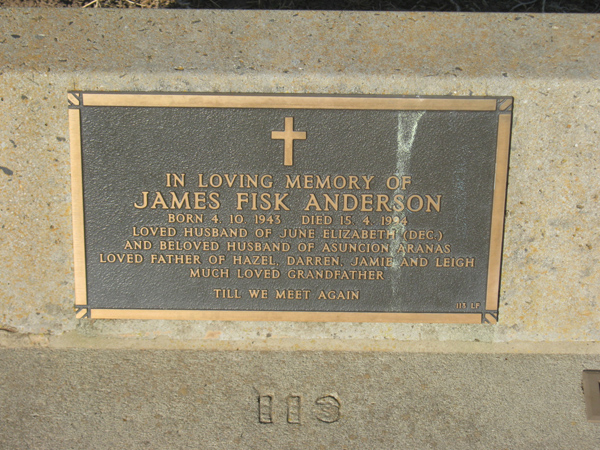 IN LOVING MEMORY OF
JAMES FISK ANDERSON
BORN 4. 10. 1943 DIED 15. 4. 1994
LOVED HUSBAND OF JUNE ELIZABETH (DEC.)
AND BELOVED HUSBAND OF ASUNCION ARANAS
LOVED FATHER OF HAZEL, DARREN, JAMIE AND LEIGH
MUCH LOVED GRANDFATHER
TILL WE MEET AGAIN
113 LF
113